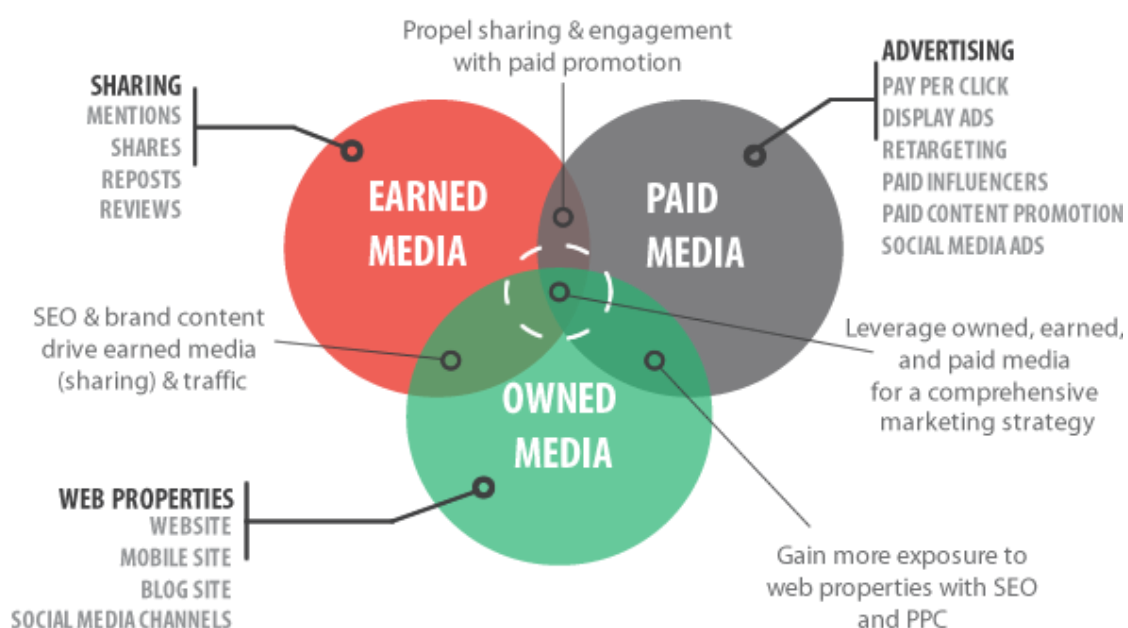 Propel sharing & engagement
with paid promotion
SHARING
MENTIONS
SHARES
REPOSTS
REVIEWS
ADVERTISING
PAY PER CLICK
DISPLAY ADS
RETARGETING
PAID INFLUENCERS
PAID CONTENT PROMOTION
SOCIAL MEDIA ADS
EARNED
MEDIA
PAID
MEDIA
SEO & brand content
drive earned media
(sharing) & traffic
Leverage owned, earned,
and paid media
for a comprehensive
marketing strategy
OWNED
MEDIA
WEB PROPERTIES
WEBSITE
MOBILE SITE
BLOG SITE
SOCIAL MEDIA CHANNELS
Gain more exposure to
web properties with SEO
and PPC